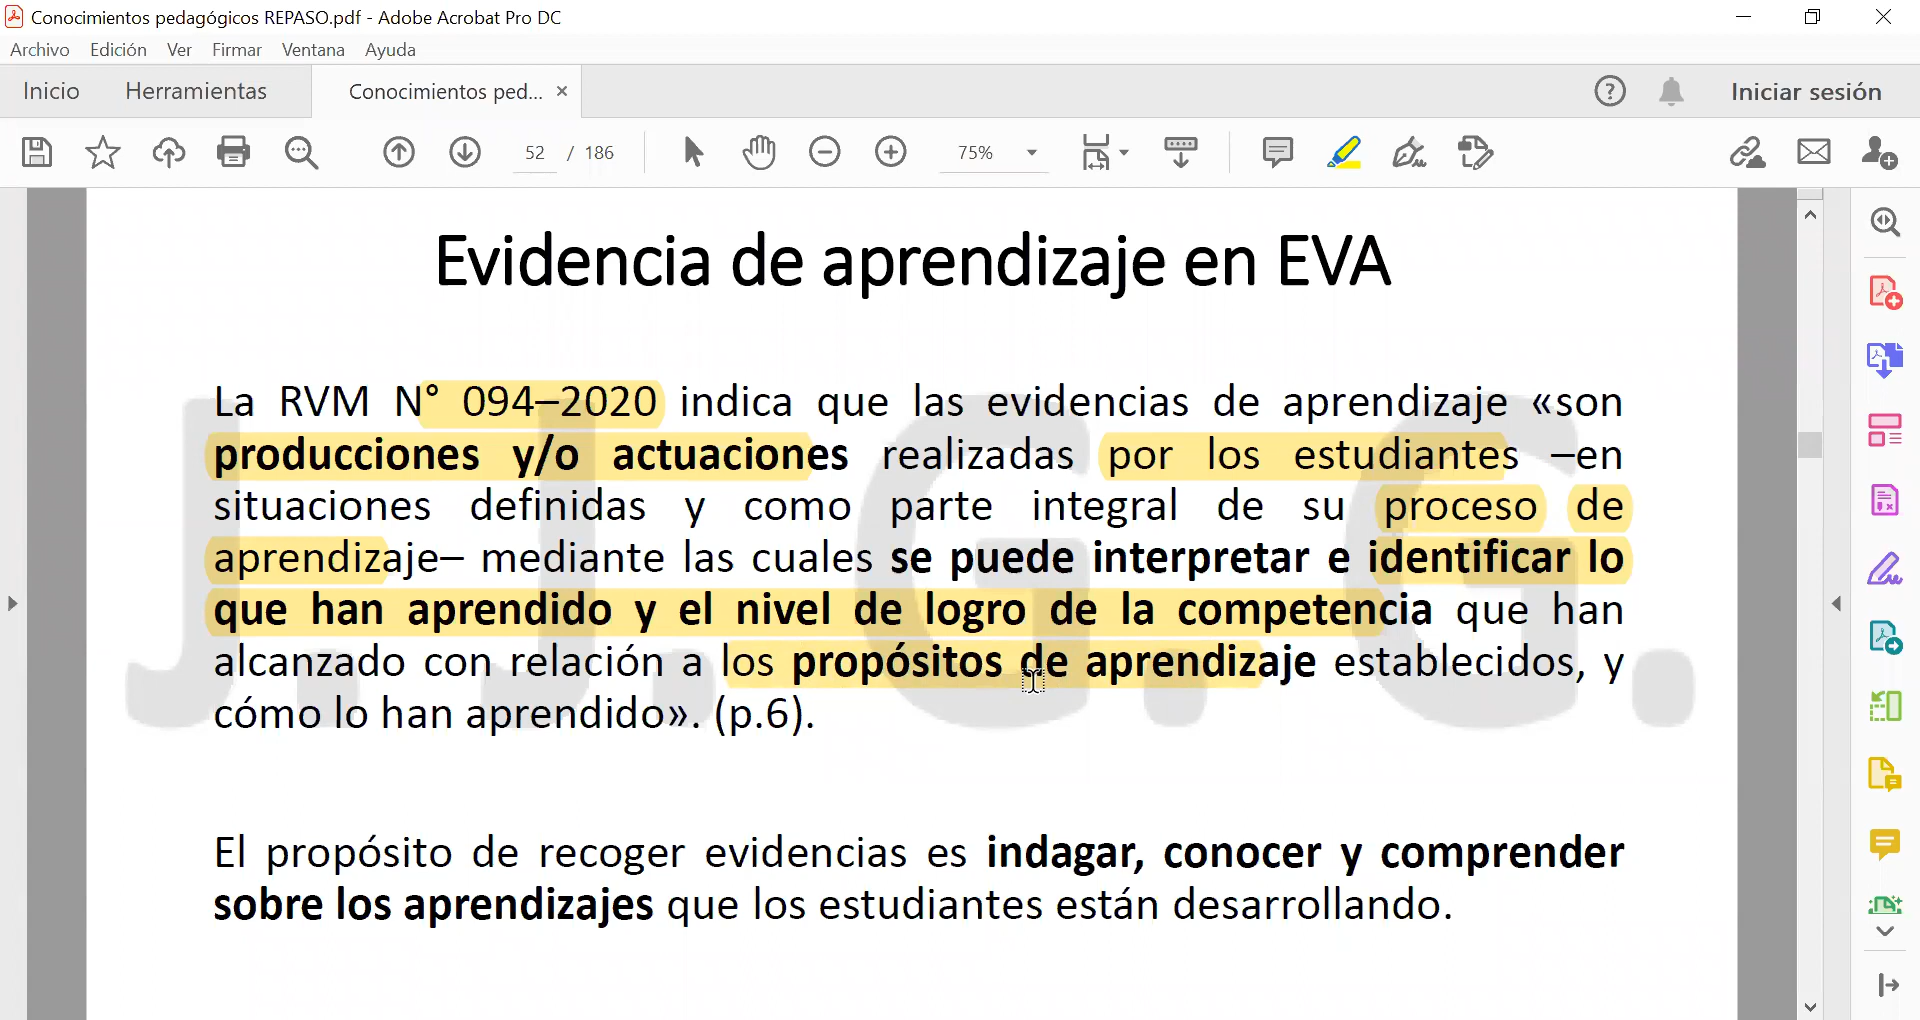 Conocimientos pedagógicos REPASO.pdf - Adobe Acrobat Pro DC
Archivo Edición Ver Firmar Ventana Ayuda
Inicio Herramientas Conocimientos ped... × Iniciar sesión
52 / 186 75%
Evidencia de aprendizaje en EVA
La RVM N° 094–2020 indica que las evidencias de aprendizaje «son
producciones y/o actuaciones realizadas por los estudiantes –en
situaciones definidas y como parte integral de su proceso de
aprendizaje– mediante las cuales se puede interpretar e identificar lo
que han aprendido y el nivel de logro de la competencia que han
alcanzado con relación a los propósitos de aprendizaje establecidos, y
cómo lo han aprendido». (p.6).
J. J. G. G.
El propósito de recoger evidencias es indagar, conocer y comprender
sobre los aprendizajes que los estudiantes están desarrollando.